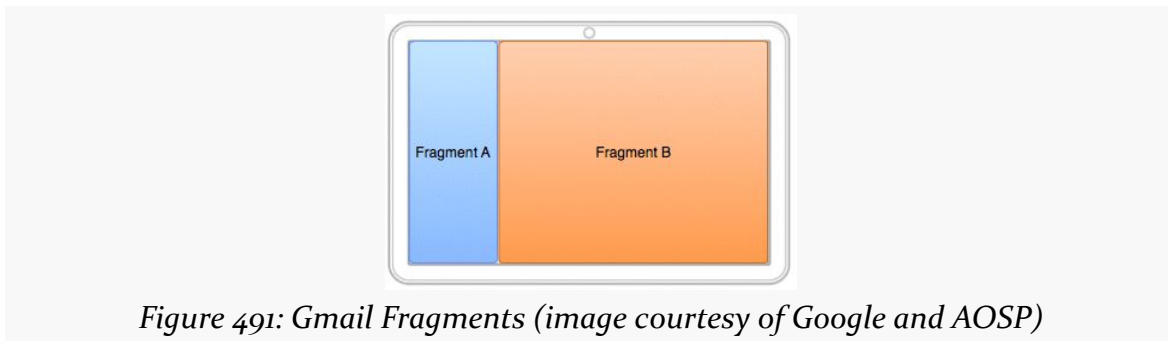 Fragment A
Fragment B
Figure 491: Gmail Fragments (image courtesy of Google and AOSP)